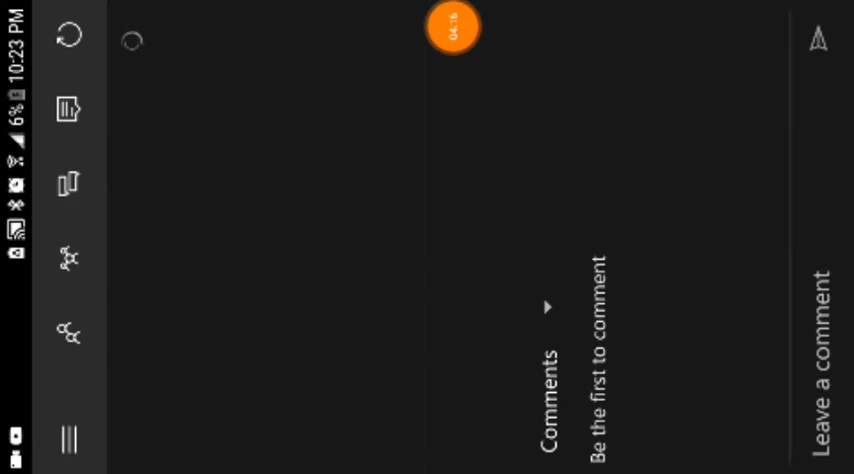 6% 10:23 PM
04:16
Comments
Be the first to comment
Leave a comment